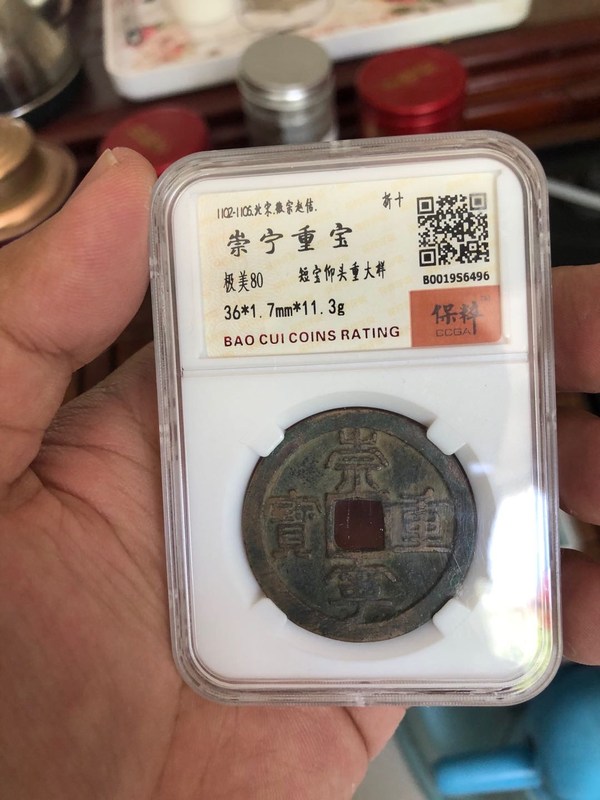 1102-1105.北宋.徽宗赵佶.
折十
崇宁重宝
极美80
短宝仰头重大样
B001956496
36*1.7mm*11.3g
BAO CUI COINS RATING
保粹
CCGA
崇
寶 重
寧